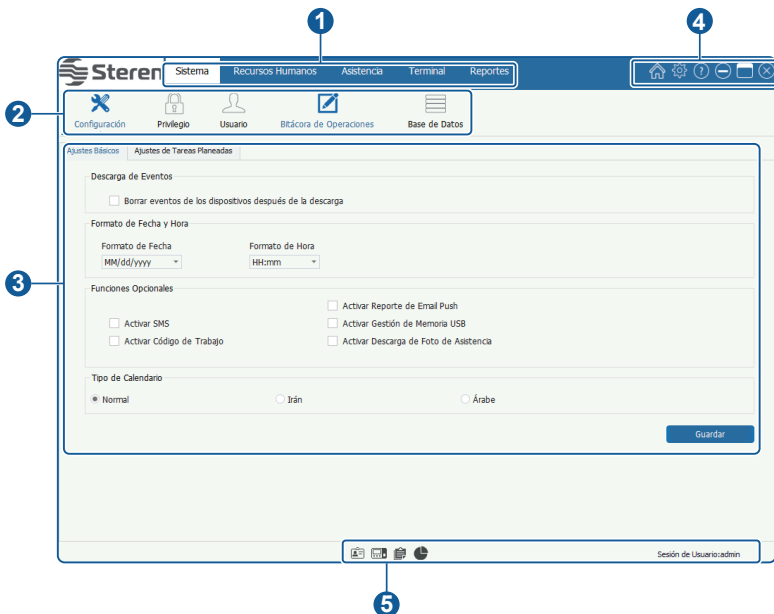 1
4
Steren
Sistema Recursos Humanos Asistencia Terminal Reportes
?
2
Configuración Privilegio Usuario Bitácora de Operaciones Base de Datos
Ajustes Básicos Ajustes de Tareas Planeadas
Descarga de Eventos
Borrar eventos de los dispositivos después de la descarga
Formato de Fecha y Hora
Formato de Fecha Formato de Hora
MM/dd/yyyy HH:mm
3
Funciones Opcionales
Activar Reporte de Email Push
Activar SMS Activar Gestión de Memoria USB
Activar Código de Trabajo Activar Descarga de Foto de Asistencia
Tipo de Calendario
Normal Irán Árabe
Guardar
Sesión de Usuario:admin
5